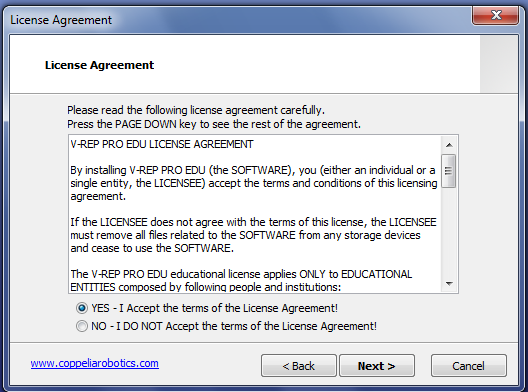 License Agreement
License Agreement
Please read the following license agreement carefully.
Press the PAGE DOWN key to see the rest of the agreement.
V-REP PRO EDU LICENSE AGREEMENT
By installing V-REP PRO EDU (the SOFTWARE), you (either an individual or a
single entity, the LICENSEE) accept the terms and conditions of this licensing
agreement.
If the LICENSEE does not agree with the terms of this license, the LICENSEE
must remove all files related to the SOFTWARE from any storage devices
and cease to use the SOFTWARE.
The V-REP PRO EDU educational license applies ONLY to EDUCATIONAL
ENTITIES composed by following people and institutions:
YES - I Accept the terms of the License Agreement!
NO - I DO NOT Accept the terms of the License Agreement!
www.coppeliarobotics.com
< Back
Next >
Cancel